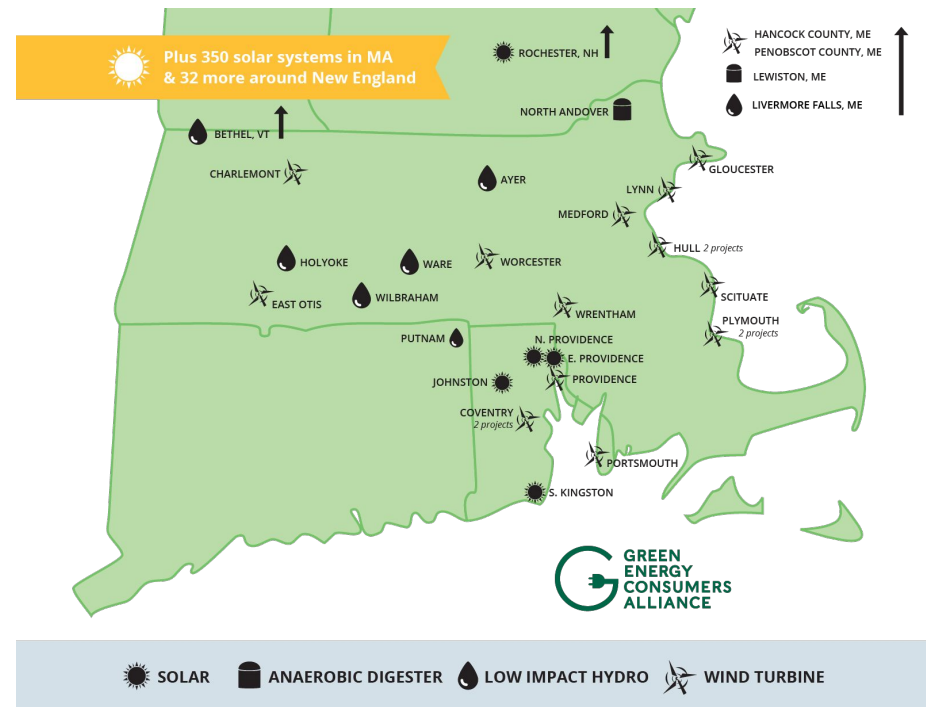 Plus 350 solar systems in MA
& 32 more around New England
ROCHESTER, NH
HANCOCK COUNTY, ME
PENOBSCOT COUNTY, ME
LEWISTON, ME
LIVERMORE FALLS, ME
NORTH ANDOVER
BETHEL, VT
CHARLEMONT
AYER
GLOUCESTER
LYNN
MEDFORD
HULL 2 projects
HOLYOKE
WARE
WORCESTER
EAST OTIS
WILBRAHAM
SCITUATE
WRENTHAM
PLYMOUTH
2 projects
PUTNAM
N. PROVIDENCE
E. PROVIDENCE
JOHNSTON
PROVIDENCE
COVENTRY
2 projects
PORTSMOUTH
S. KINGSTON
GREEN
ENERGY
CONSUMERS
ALLIANCE
SOLAR
ANAEROBIC DIGESTER
LOW IMPACT HYDRO
WIND TURBINE